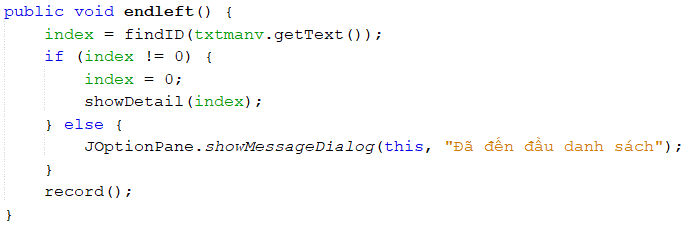 public void endleft() {
    index = findID(txtmanv.getText());
    if (index != 0) {
        index = 0;
        showDetail(index);
    } else {
        JOptionPane.showMessageDialog(this, "Đã đến đầu danh sách");
    }
    record();
}